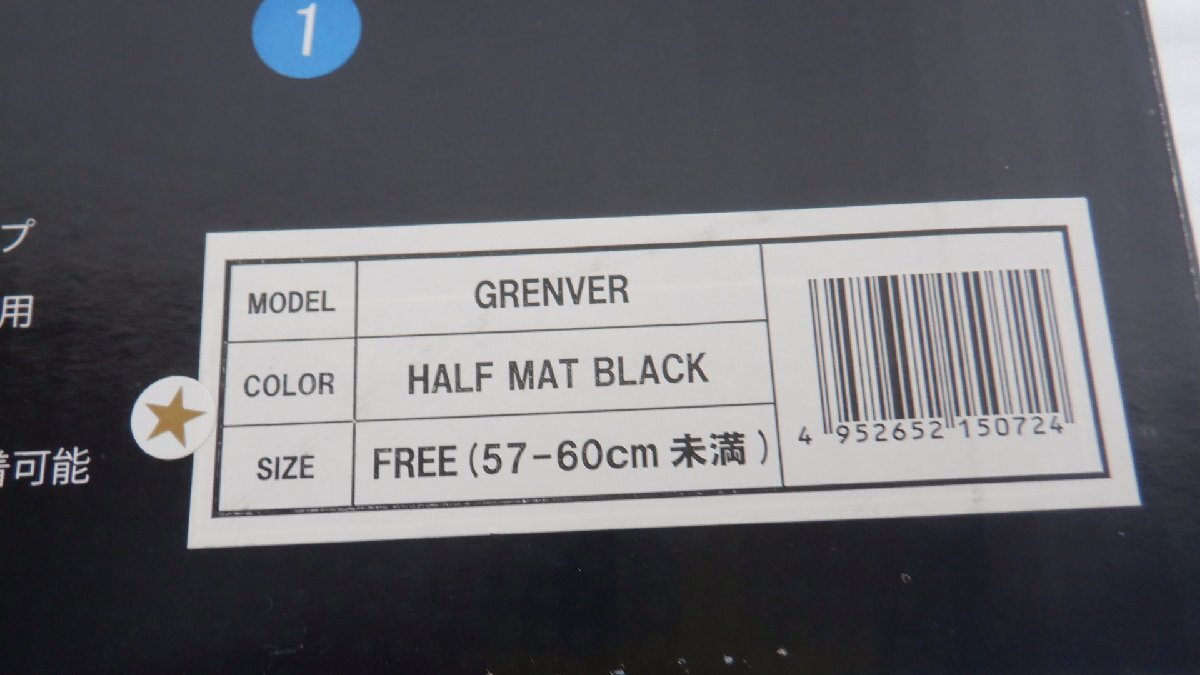 1
プ
用
着可能
MODEL GRENVER
COLOR HALF MAT BLACK
SIZE FREE (57-60cm 未満)
4 952652 150724